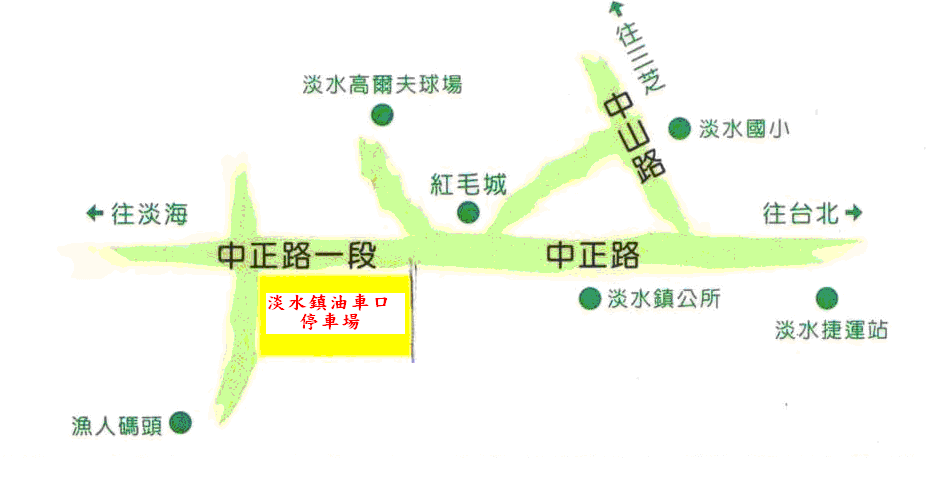 往三芝
淡水高爾夫球場
中山路
淡水國小
紅毛城
往淡海
往台北
中正路一段
中正路
淡水鎮油車口
停車場
淡水鎮公所
淡水捷運站
漁人碼頭